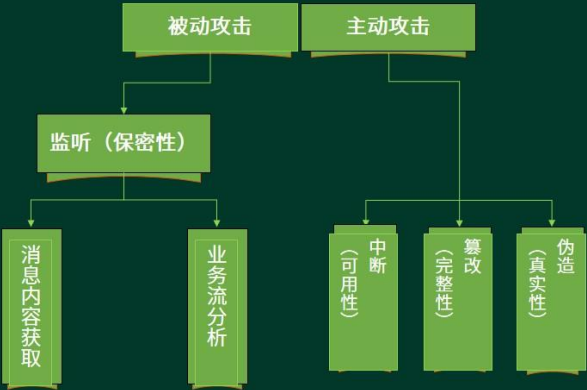 被动攻击
主动攻击
监听（保密性）
消息内容获取
业务流分析
中断
（可用性）
篡改
（完整性）
伪造
（真实性）